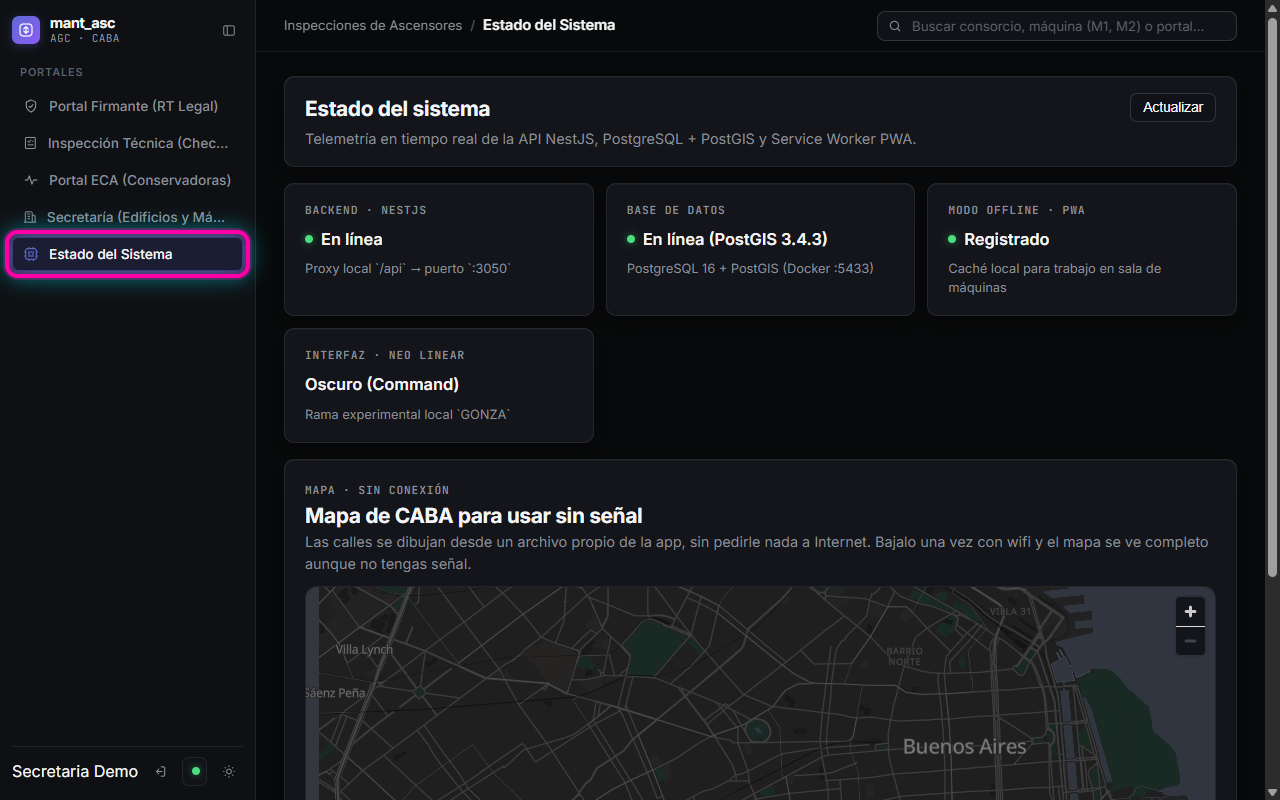 mant_asc
AGC · CABA
PORTALES
Portal Firmante (RT Legal)
Inspección Técnica (Chec...
Portal ECA (Conservadoras)
Secretaría (Edificios y Má...
Estado del Sistema
Secretaria Demo
Inspecciones de Ascensores / Estado del Sistema
Buscar consorcio, máquina (M1, M2) o portal...
Estado del sistema
Actualizar
Telemetría en tiempo real de la API NestJS, PostgreSQL + PostGIS y Service Worker PWA.
BACKEND · NESTJS
En línea
Proxy local `/api` → puerto `:3050`
BASE DE DATOS
En línea (PostGIS 3.4.3)
PostgreSQL 16 + PostGIS (Docker :5433)
MODO OFFLINE · PWA
Registrado
Caché local para trabajo en sala de
máquinas
INTERFAZ · NEO LINEAR
Oscuro (Command)
Rama experimental local `GONZA`
MAPA · SIN CONEXIÓN
Mapa de CABA para usar sin señal
Las calles se dibujan desde un archivo propio de la app, sin pedirle nada a Internet. Bajalo una vez con wifi y el mapa se ve completo
aunque no tengas señal.
VILLA 31
+
−
Villa Lynch
BARRIO
NORTE
Sáenz Peña
Buenos Aires